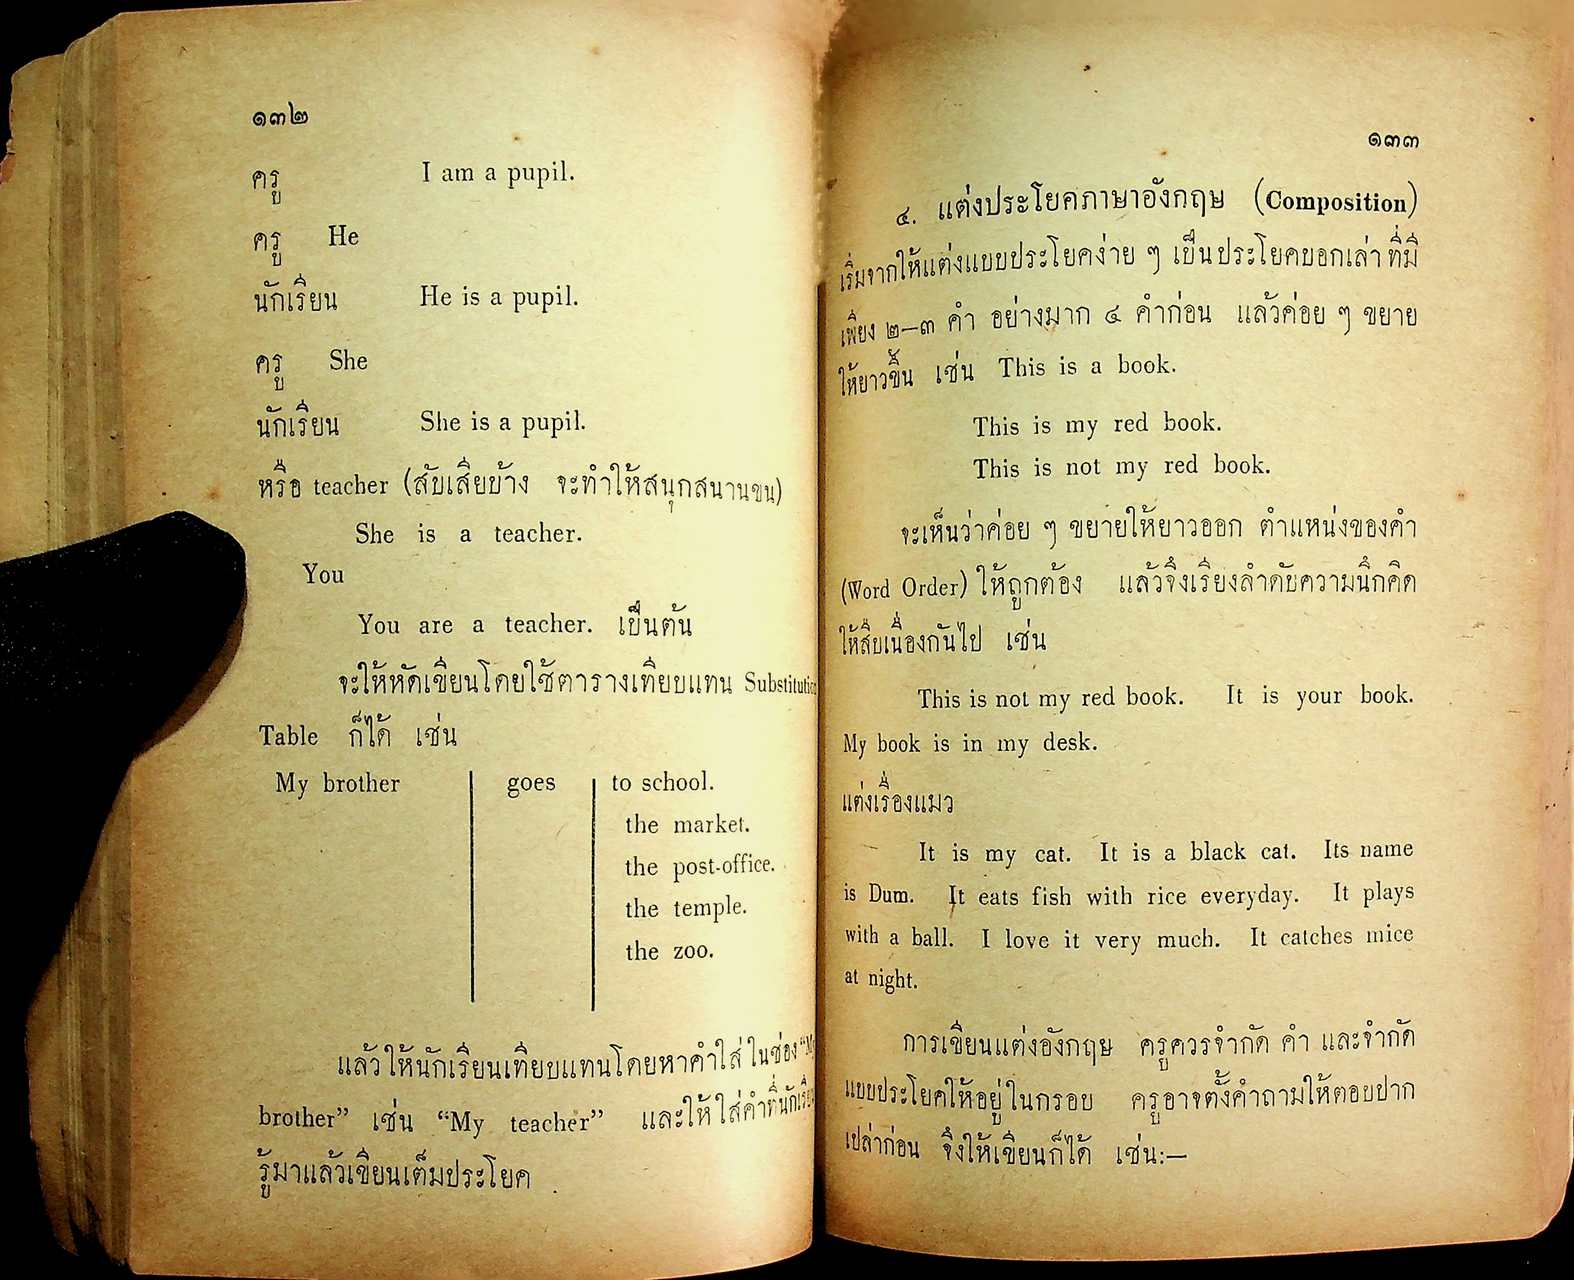 ๑๓๒
ครู I am a pupil.
ครู He
นักเรียน He is a pupil.
ครู She
นักเรียน She is a pupil.
หรือ teacher (สับเสียบ้าง จะทำให้สนุกสนานขน)
She is a teacher.
You
You are a teacher. เป็นต้น
จะให้หัดเขียนโดยใช้ตารางเทียบแทน Substitution
Table ก็ได้ เช่น
My brother goes to school.
the market.
the post-office.
the temple.
the zoo.
แล้วให้นักเรียนเทียบแทนโดยหาคำใส่ในช่อง “My
brother” เช่น “My teacher” และให้ใส่คำที่นักเรียน
รู้มาแล้วเขียนเต็มประโยค
๑๓๓
๔. แต่งประโยคภาษาอังกฤษ (Composition)
เริ่มจากให้แต่งแบบประโยคง่าย ๆ เป็นประโยคบอกเล่า ที่มี
เพียง ๒—๓ คำ อย่างมาก ๔ คำก่อน แล้วค่อย ๆ ขยาย
ให้ยาวขึ้น เช่น This is a book.
This is my red book.
This is not my red book.
จะเห็นว่าค่อย ๆ ขยายให้ยาวออก ตำแหน่งของคำ
(Word Order) ให้ถูกต้อง แล้วจึงเรียงลำดับความนึกคิด
ให้สืบเนื่องกันไป เช่น
This is not my red book. It is your book.
My book is in my desk.
แต่งเรื่องแมว
It is my cat. It is a black cat. Its name
is Dum. It eats fish with rice everyday. It plays
with a ball. I love it very much. It catches mice
at night.
การเขียนแต่งอังกฤษ ครูควรจำกัด คำ และจำกัด
แบบประโยคให้อยู่ในกรอบ ครูอาจตั้งคำถามให้ตอบปาก
เปล่าก่อน จึงให้เขียนก็ได้ เช่น:—